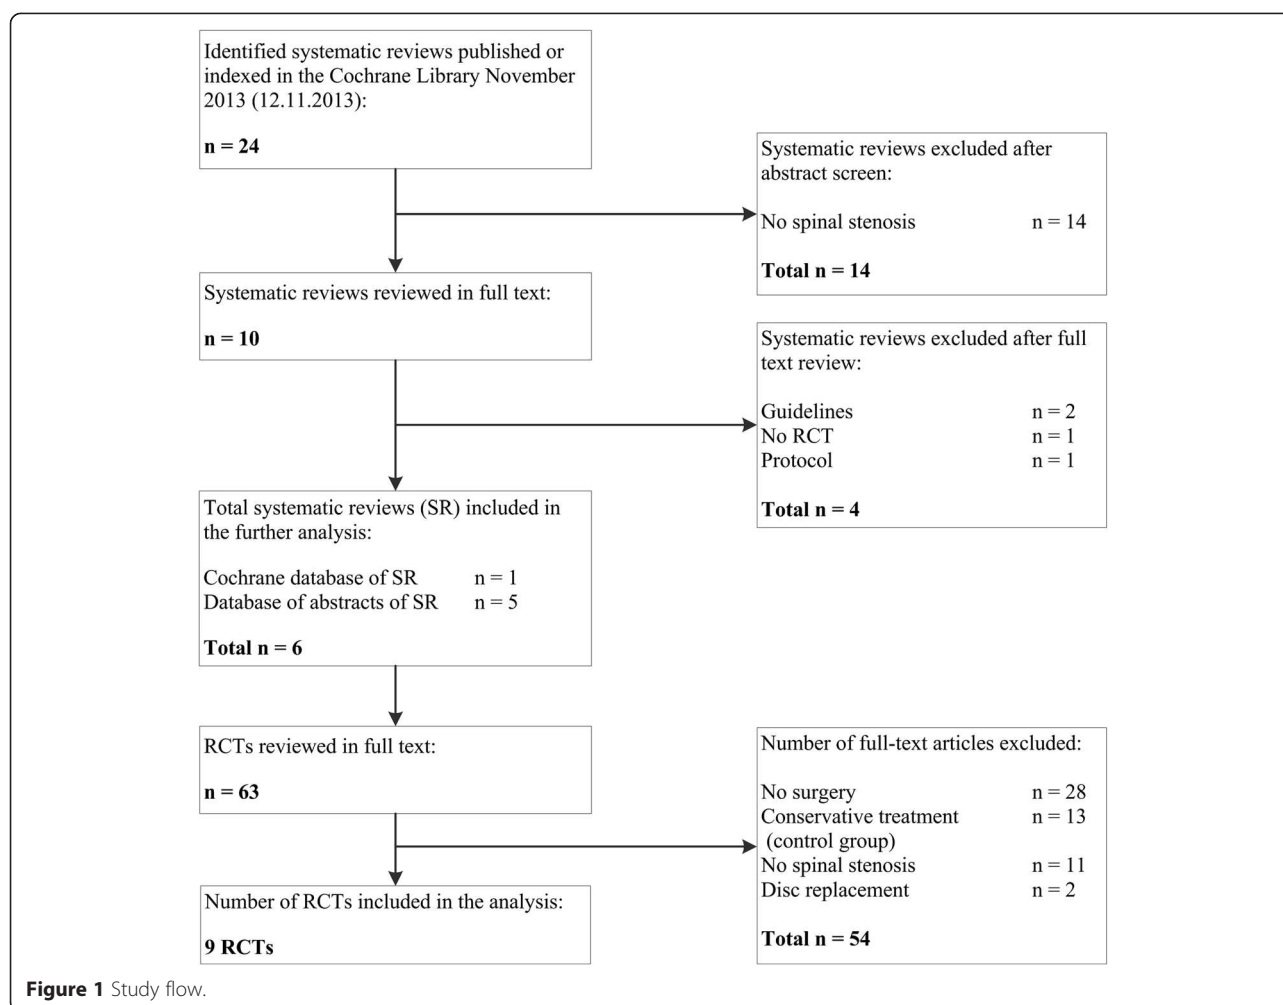 Identified systematic reviews published or
indexed in the Cochrane Library November
2013 (12.11.2013):
n = 24
Systematic reviews excluded after
abstract screen:
No spinal stenosis n = 14
Total n = 14
Systematic reviews reviewed in full text:
n = 10
Systematic reviews excluded after full
text review:
Guidelines n = 2
No RCT n = 1
Protocol n = 1
Total n = 4
Total systematic reviews (SR) included in
the further analysis:
Cochrane database of SR n = 1
Database of abstracts of SR n = 5
Total n = 6
RCTs reviewed in full text:
n = 63
Number of full-text articles excluded:
No surgery n = 28
Conservative treatment n = 13
(control group)
No spinal stenosis n = 11
Disc replacement n = 2
Total n = 54
Number of RCTs included in the analysis:
9 RCTs
Figure 1 Study flow.